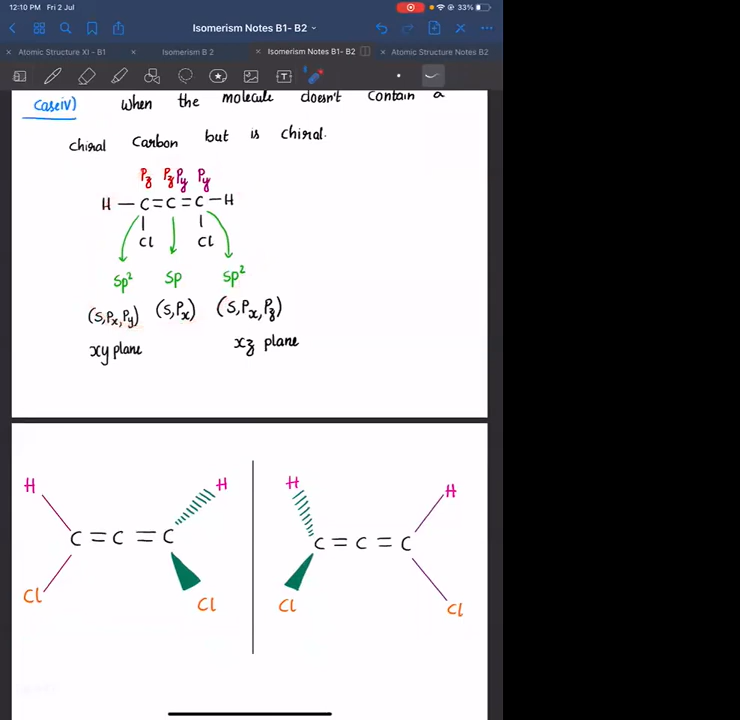 12:10 PM Fri 2 Jul
33%
Isomerism Notes B1- B2
Atomic Structure XI - B1
Isomerism B 2
Isomerism Notes B1- B2
Atomic Structure Notes B2
Case iv) When the molecule doesn't contain a
chiral carbon but is chiral.
Pz Pz Py Py
H - C = C = C - H
Cl Cl
Sp² Sp Sp²
(S, Px, Py) (S, Px) (S, Px, Pz)
xy plane xz plane
H H H H
C = C = C C = C = C
Cl Cl Cl Cl